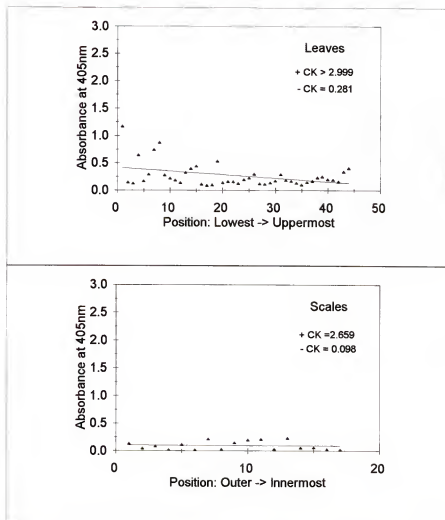 3.0
Leaves
2.5
+ CK > 2.999
2.0
- CK = 0.281
1.5
1.0
0.5
0.0
Absorbance at 405nm
0 10 20 30 40 50
Position: Lowest -> Uppermost
3.0
Scales
2.5
+ CK =2.659
2.0
- CK = 0.098
1.5
1.0
0.5
0.0
Absorbance at 405nm
0 10 20
Position: Outer -> Innermost